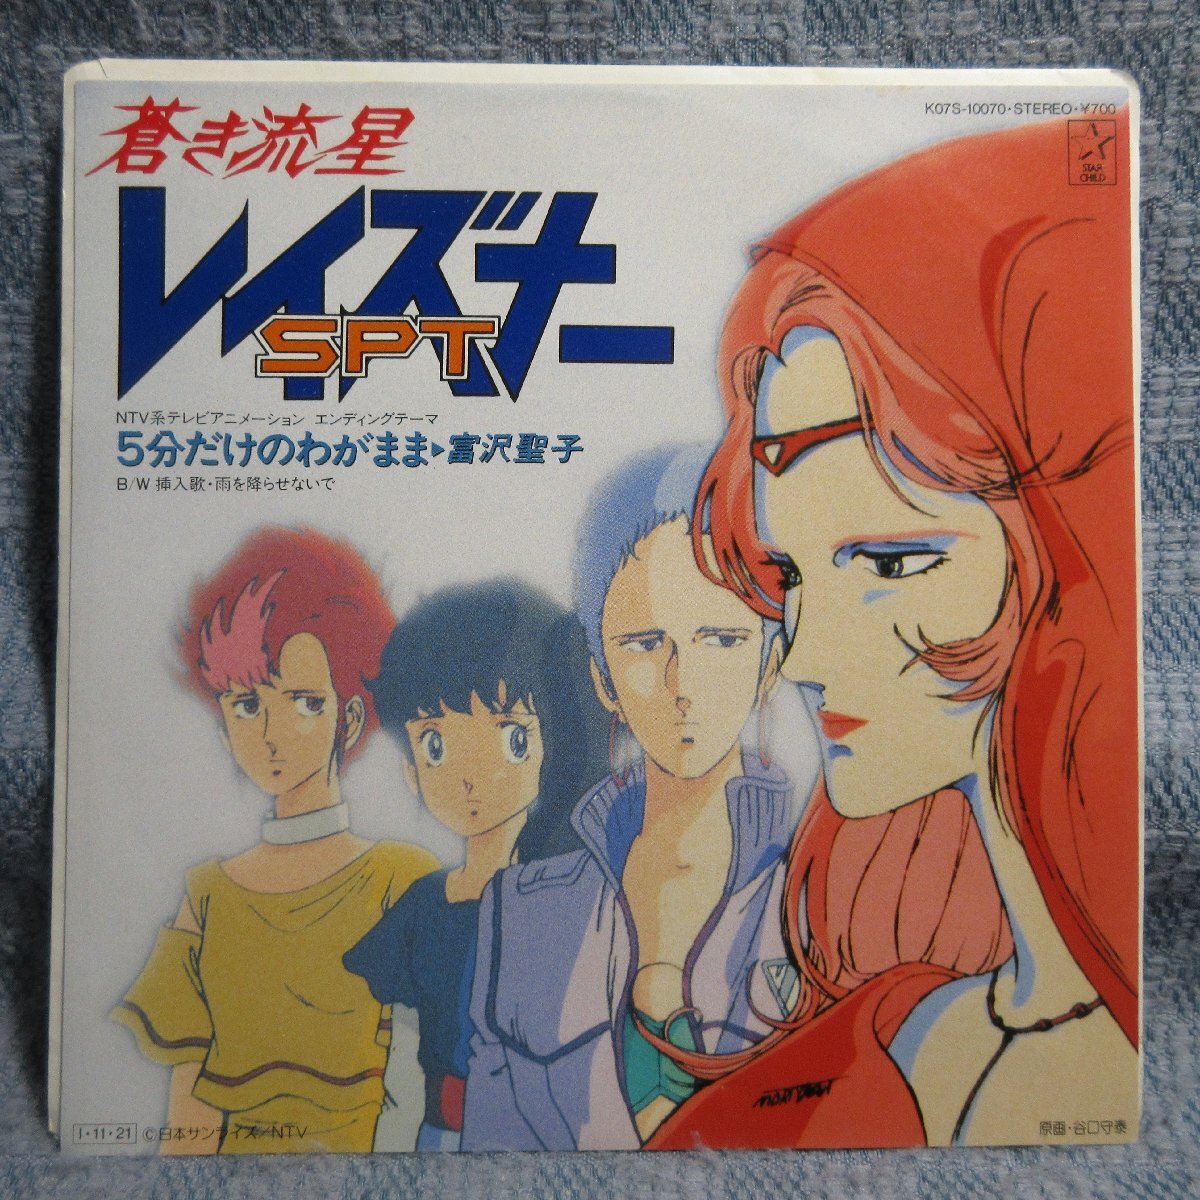 蒼き流星
レイズナー
SPT
NTV系テレビアニメーション エンディングテーマ
5分だけのわがまま▶富沢聖子
B/W 挿入歌・雨を降らせないで
K07S-10070・STEREO・¥700
STAR
CHILD
I・11・21 ©日本サンライズ/NTV
原画・谷口守泰